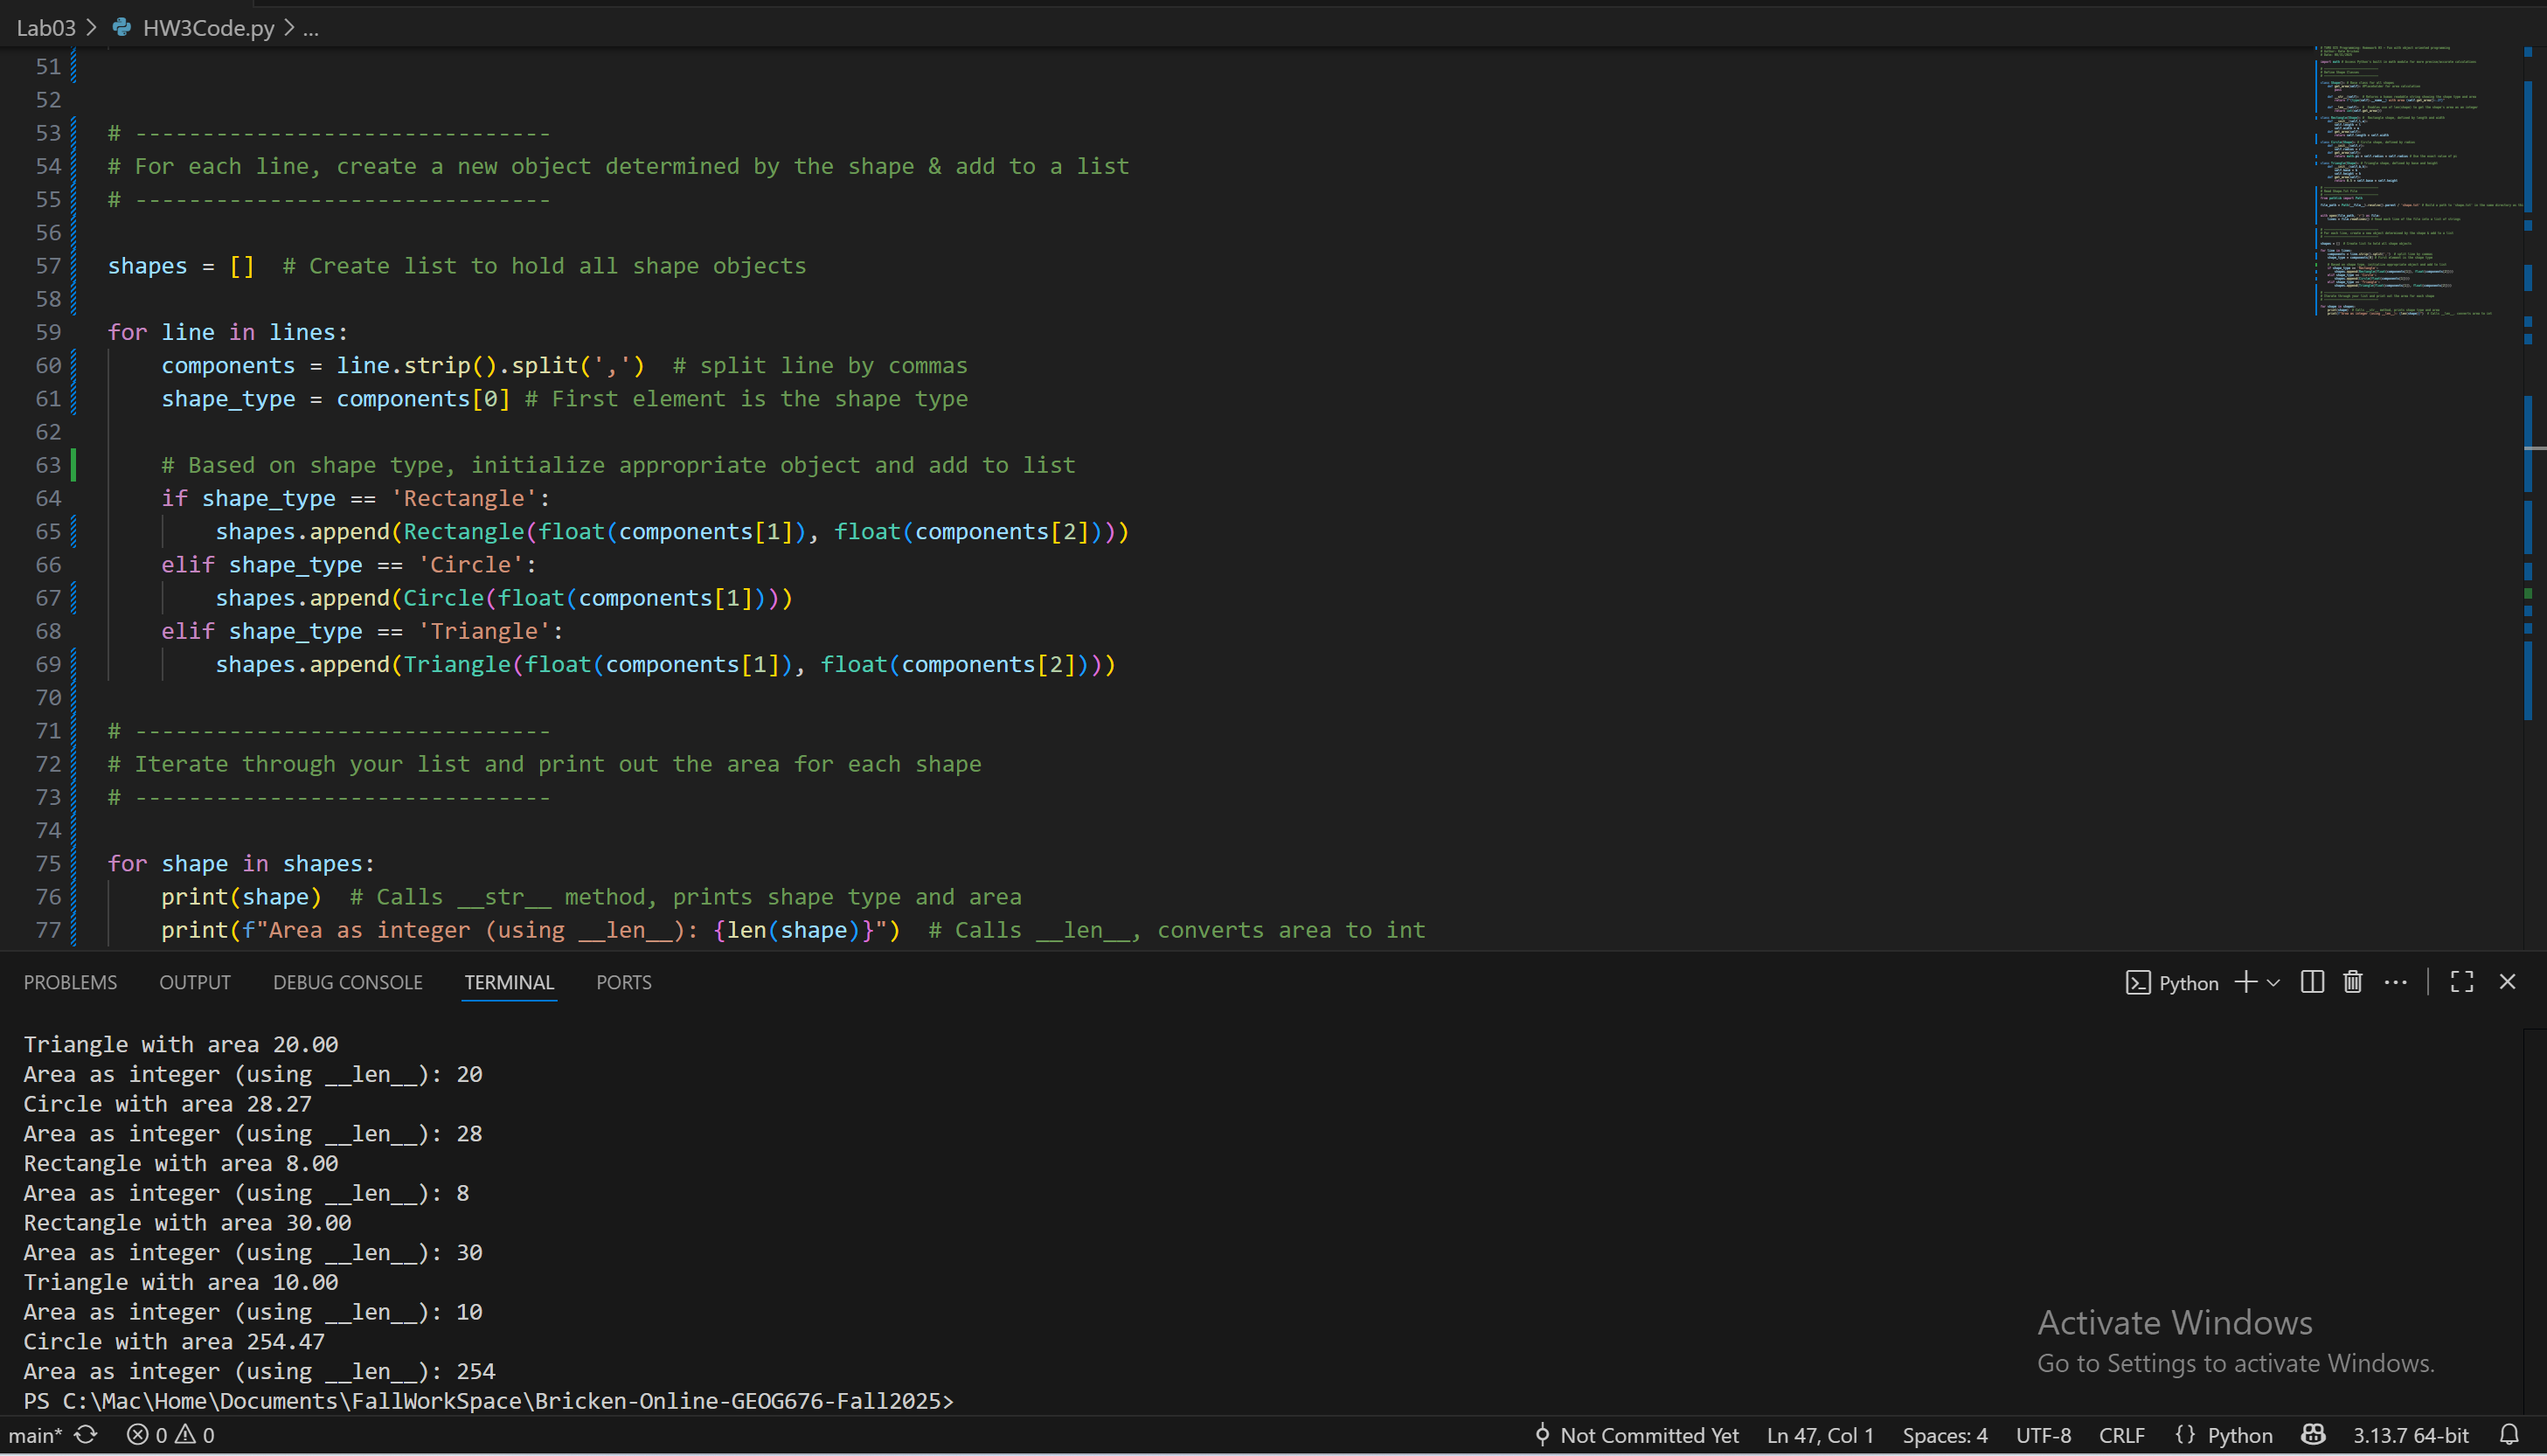 Lab03 > HW3Code.py > ...
51
52
53 # -------------------------------
54 # For each line, create a new object determined by the shape & add to a list
55 # -------------------------------
56
57 shapes = []  # Create list to hold all shape objects
58
59 for line in lines:
60     components = line.strip().split(',')  # split line by commas
61     shape_type = components[0] # First element is the shape type
62
63     # Based on shape type, initialize appropriate object and add to list
64     if shape_type == 'Rectangle':
65         shapes.append(Rectangle(float(components[1]), float(components[2])))
66     elif shape_type == 'Circle':
67         shapes.append(Circle(float(components[1])))
68     elif shape_type == 'Triangle':
69         shapes.append(Triangle(float(components[1]), float(components[2])))
70
71 # -------------------------------
72 # Iterate through your list and print out the area for each shape
73 # -------------------------------
74
75 for shape in shapes:
76     print(shape)  # Calls __str__ method, prints shape type and area
77     print(f"Area as integer (using __len__): {len(shape)}")  # Calls __len__, converts area to int
PROBLEMS OUTPUT DEBUG CONSOLE TERMINAL PORTS Python
Triangle with area 20.00
Area as integer (using __len__): 20
Circle with area 28.27
Area as integer (using __len__): 28
Rectangle with area 8.00
Area as integer (using __len__): 8
Rectangle with area 30.00
Area as integer (using __len__): 30
Triangle with area 10.00
Area as integer (using __len__): 10
Circle with area 254.47
Area as integer (using __len__): 254
PS C:\Mac\Home\Documents\FallWorkSpace\Bricken-Online-GEOG676-Fall2025>
Activate Windows
Go to Settings to activate Windows.
main* 0 0 Not Committed Yet Ln 47, Col 1 Spaces: 4 UTF-8 CRLF {} Python 3.13.7 64-bit